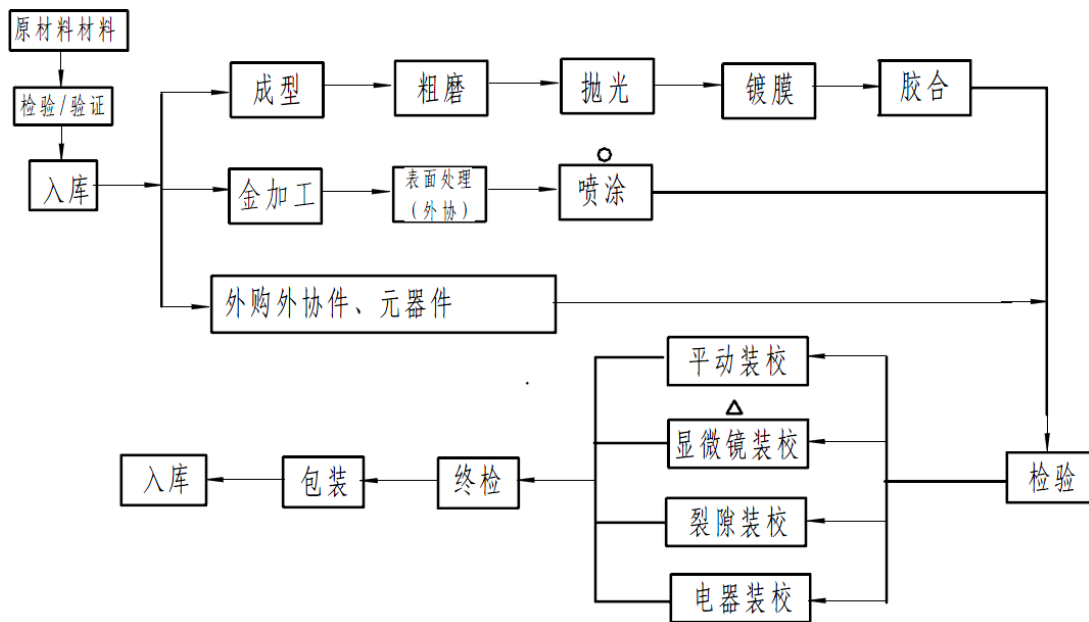 原材料材料
检验/验证
入库
成型
粗磨
抛光
镀膜
胶合
金加工
表面处理
(外协)
喷涂
外购外协件、元器件
平动装校
显微镜装校
裂隙装校
电器装校
检验
终检
包装
入库